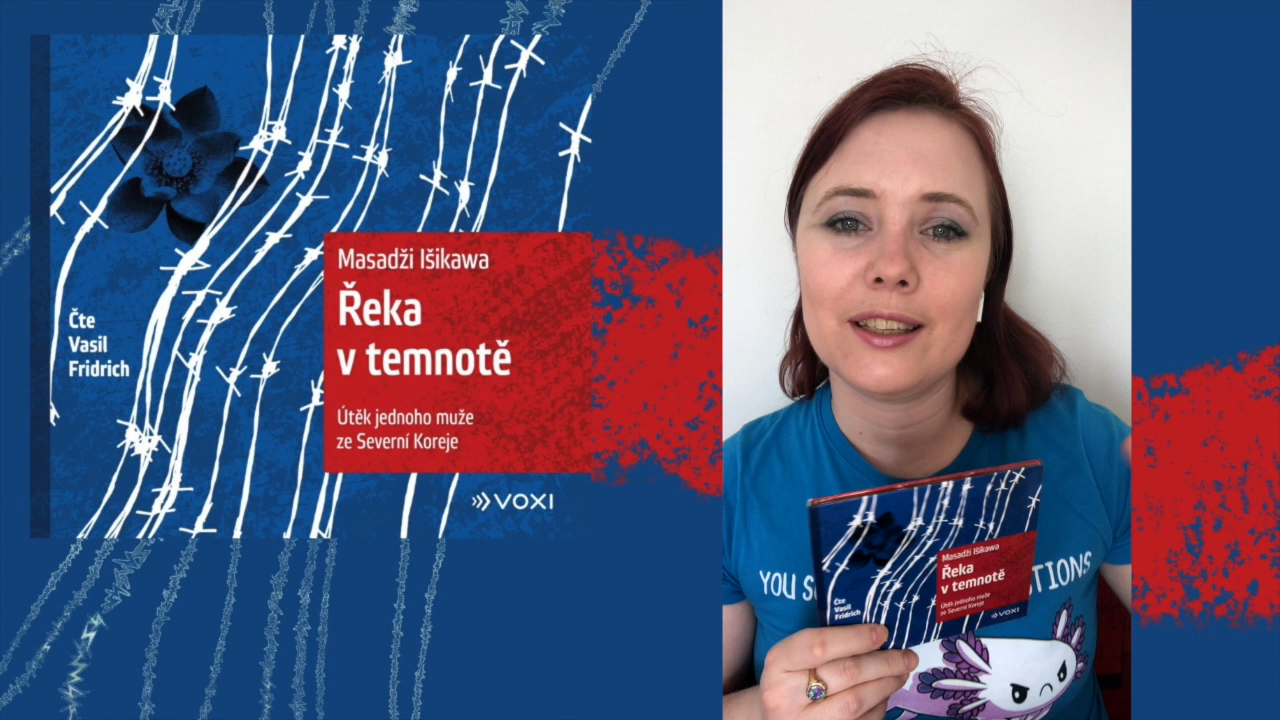 Masadži Išikawa
Řeka
v temnotě
Čte
Vasil
Fridrich
Útěk jednoho muže
ze Severní Koreje
VOXI
YOU
TIONS
Masadži Išikawa
Řeka
v temnotě
Čte
Vasil
Fridrich
Útěk jednoho muže
ze Severní Koreje
VOXI